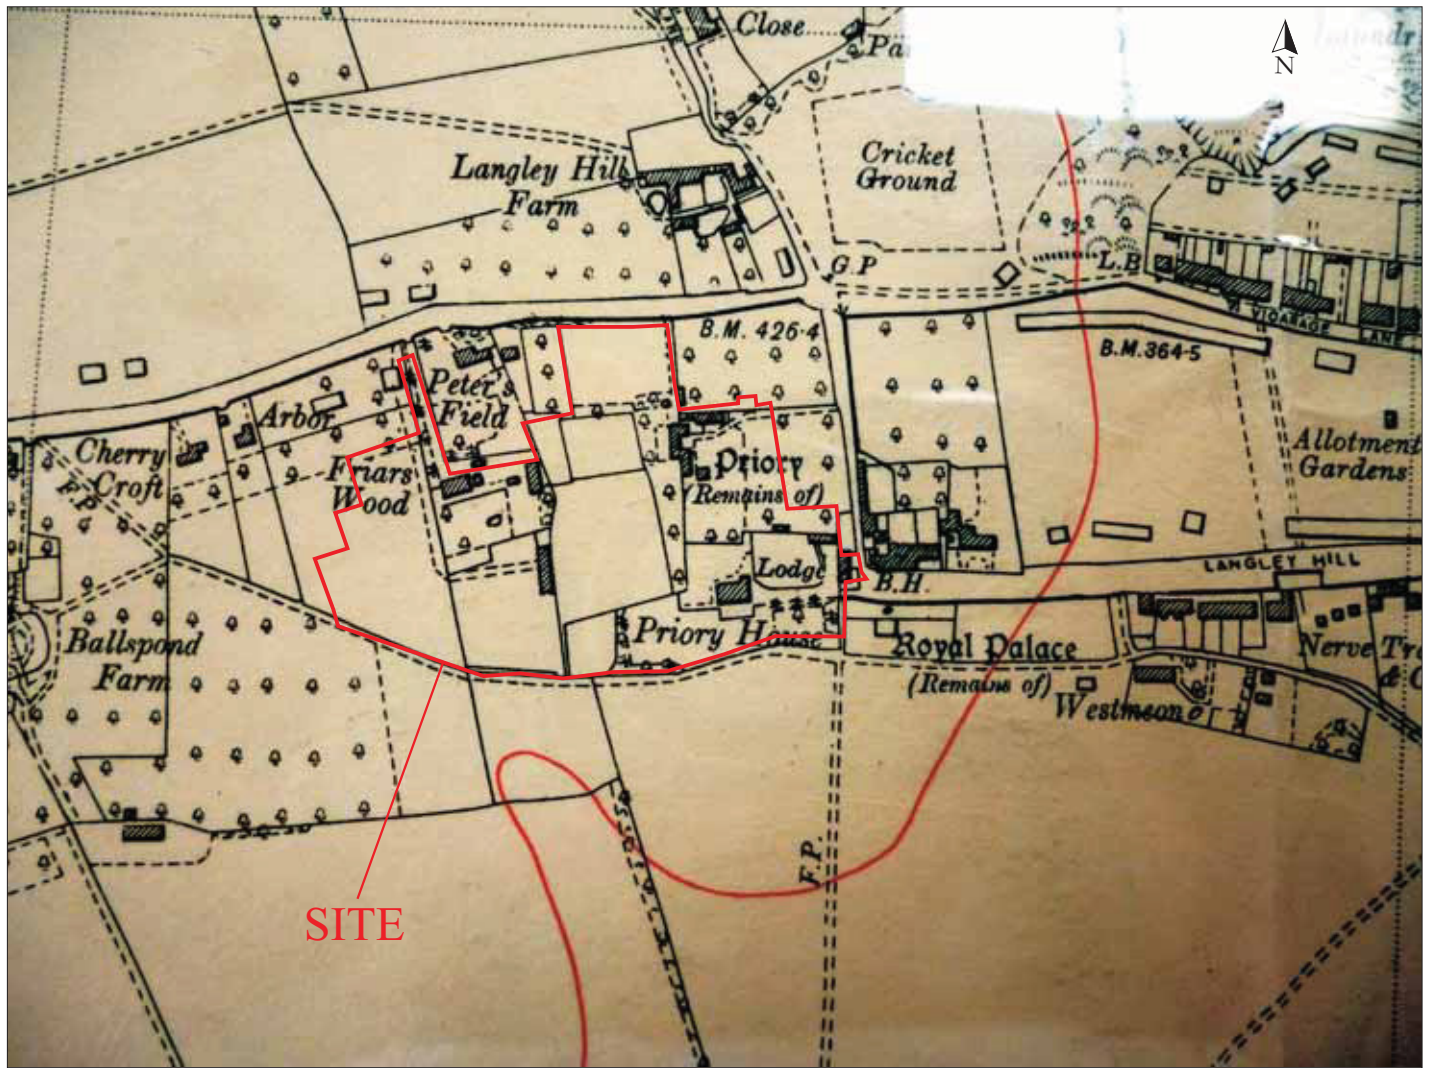 Close
N
Cricket
Ground
Langley Hill
Farm
G.P
L.B
VICARAGE LANE
B.M. 426·4
B.M. 364·5
Peter's
Field
Arbor
Cherry
Croft
F.P.
Friars
Wood
Priory
(Remains of)
Allotment
Gardens
Lodge
B.H.
LANGLEY HILL
Ballspond
Farm
Priory House
Royal Palace
(Remains of)
Nerve
Westmeon
F.P.
SITE